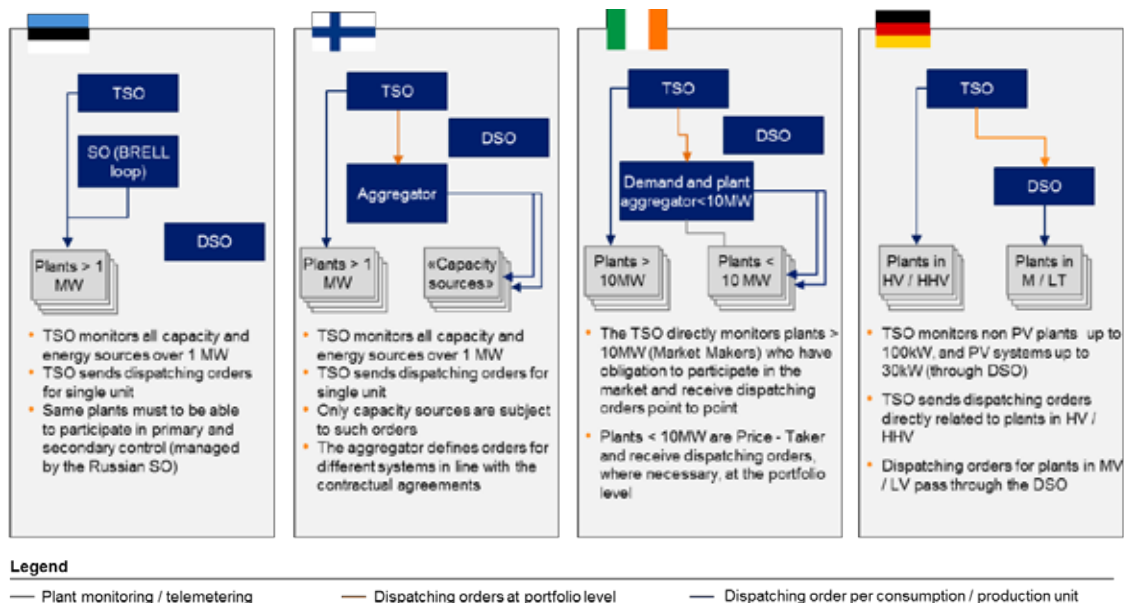 TSO
SO (BRELL
loop)
DSO
Plants > 1
MW
TSO monitors all capacity and
energy sources over 1 MW
TSO sends dispatching orders
for single unit
Same plants must to be able
to participate in primary and
secondary control (managed
by the Russian SO)
TSO
DSO
Aggregator
Plants > 1
MW
«Capacity
sources»
TSO monitors all capacity and
energy sources over 1 MW
TSO sends dispatching orders for
single unit
Only capacity sources are subject
to such orders
The aggregator defines orders for
different systems in line with the
contractual agreements
TSO
DSO
Demand and plant
aggregator<10MW
Plants >
10MW
Plants <
10 MW
The TSO directly monitors plants >
10MW (Market Makers) who have
obligation to participate in the
market and receive dispatching
orders point to point
Plants < 10MW are Price - Taker
and receive dispatching orders,
where necessary, at the portfolio
level
TSO
DSO
Plants in
HV / HHV
Plants in
M / LT
TSO monitors non PV plants up to
100kW, and PV systems up to
30kW (through DSO)
TSO sends dispatching orders
directly related to plants in HV /
HHV
Dispatching orders for plants in MV
/ LV pass through the DSO
Legend
Plant monitoring / telemetering
Dispatching orders at portfolio level
Dispatching order per consumption / production unit